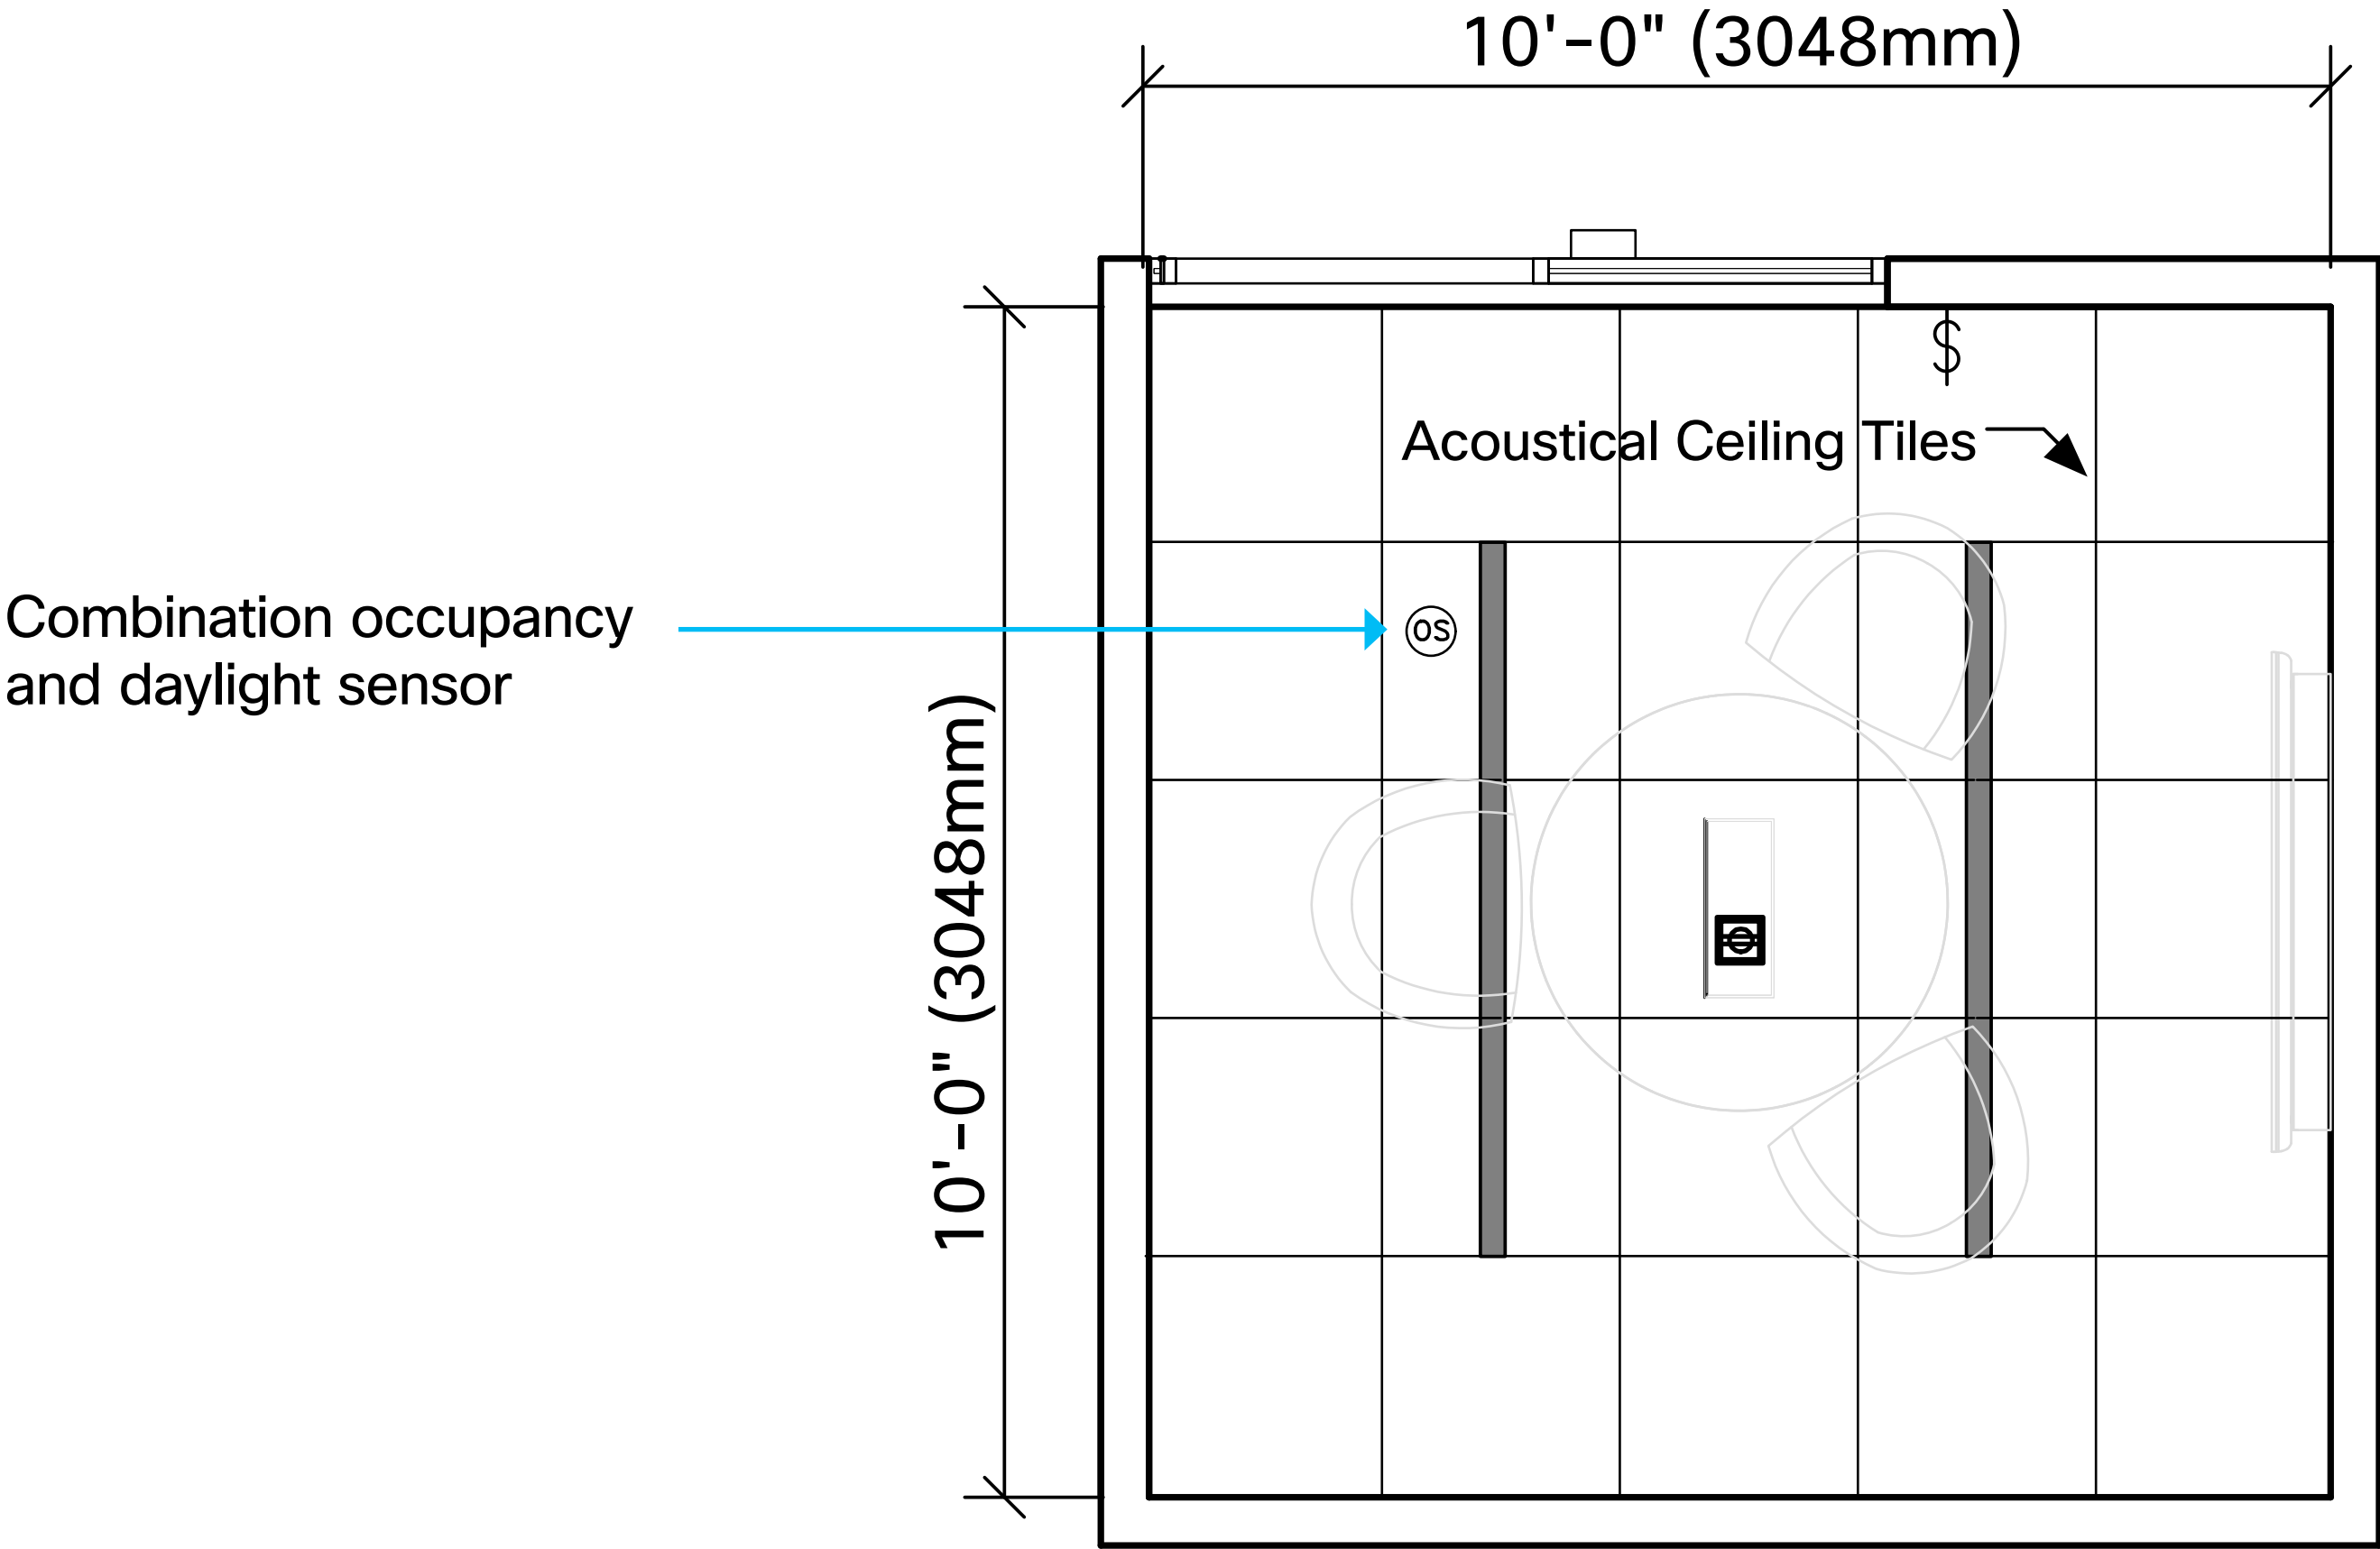 10'-0" (3048mm)
$
Acoustical Ceiling Tiles
Combination occupancy
and daylight sensor
OS
10'-0" (3048mm)